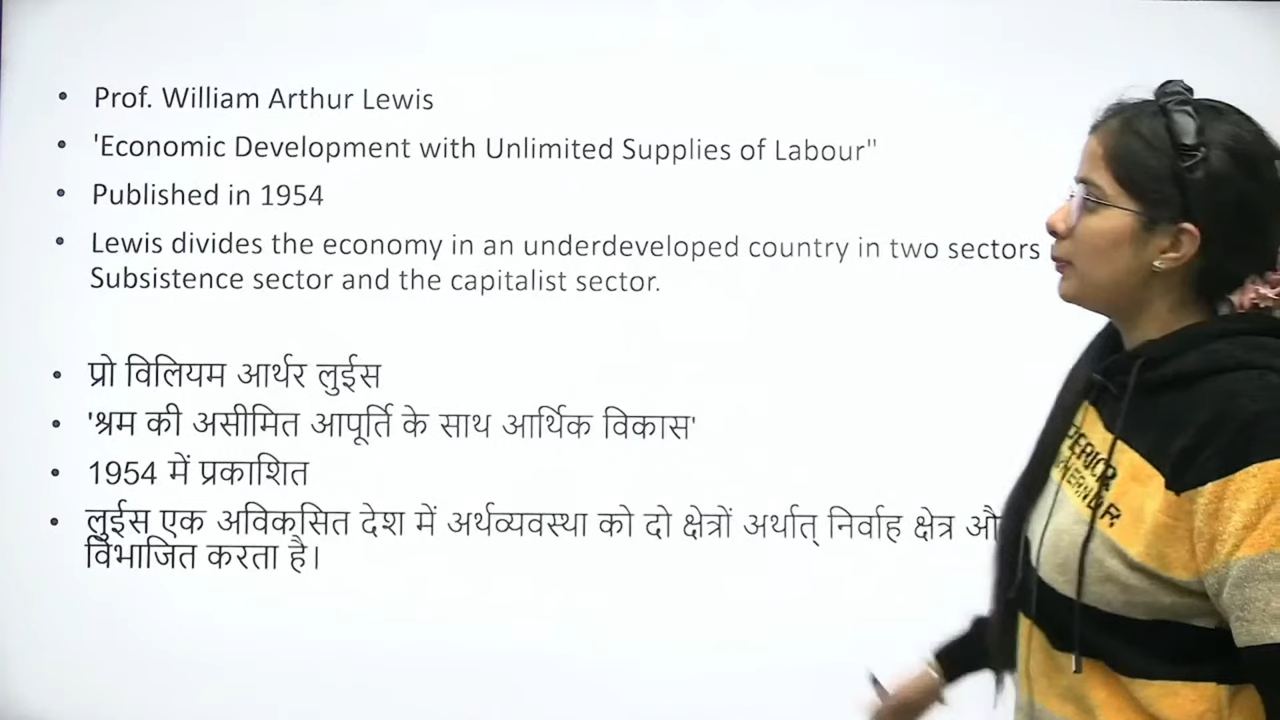 • Prof. William Arthur Lewis
• 'Economic Development with Unlimited Supplies of Labour"
• Published in 1954
• Lewis divides the economy in an underdeveloped country in two sectors
Subsistence sector and the capitalist sector.
• प्रो विलियम आर्थर लुईस
• 'श्रम की असीमित आपूर्ति के साथ आर्थिक विकास'
• 1954 में प्रकाशित
• लुईस एक अविकसित देश में अर्थव्यवस्था को दो क्षेत्रों अर्थात् निर्वाह क्षेत्र
विभाजित करता है।